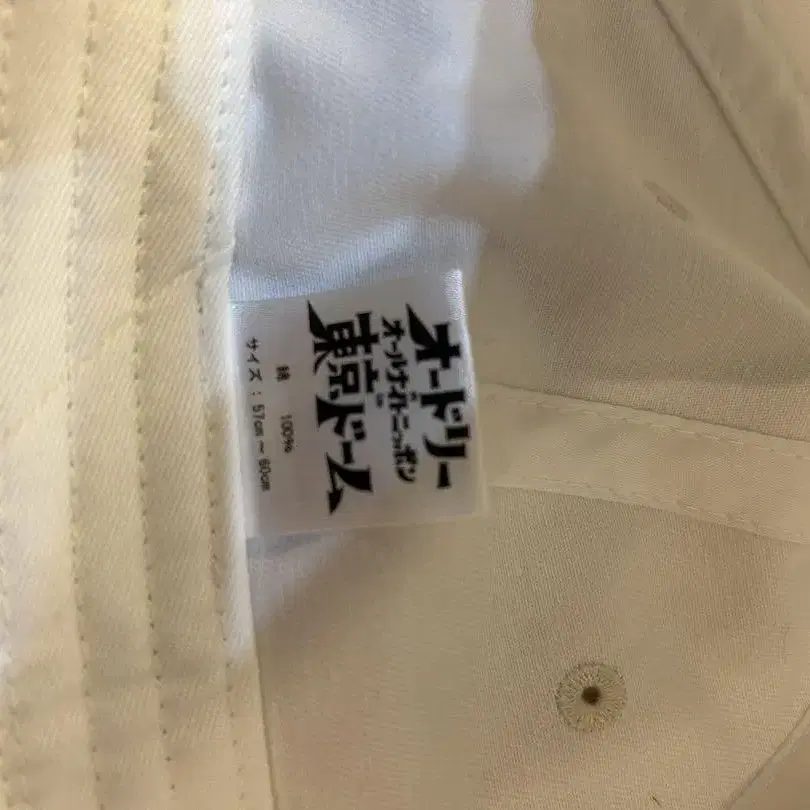 オードリー
オールナイトニッポン
in
東京ドーム
綿 100%
サイズ：57cm～60cm